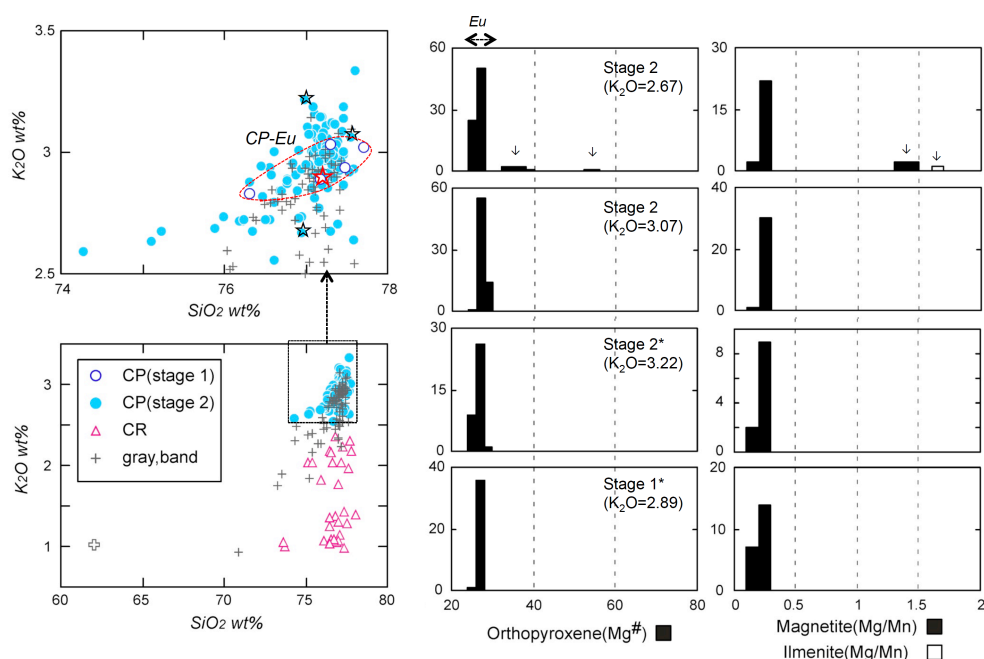 3.5
3
2.5
K2O wt%
CP-Eu
74
76
78
SiO2 wt%
3
2
1
K2O wt%
CP(stage 1)
CP(stage 2)
CR
gray,band
60
65
70
75
80
SiO2 wt%
Eu
60
30
0
Stage 2
(K2O=2.67)
60
30
0
Stage 2
(K2O=3.07)
30
15
0
Stage 2*
(K2O=3.22)
40
20
0
Stage 1*
(K2O=2.89)
20
40
60
80
Orthopyroxene(Mg#)
30
15
0
40
20
0
8
4
0
20
10
0
0
0.5
1
1.5
2
Magnetite(Mg/Mn)
Ilmenite(Mg/Mn)